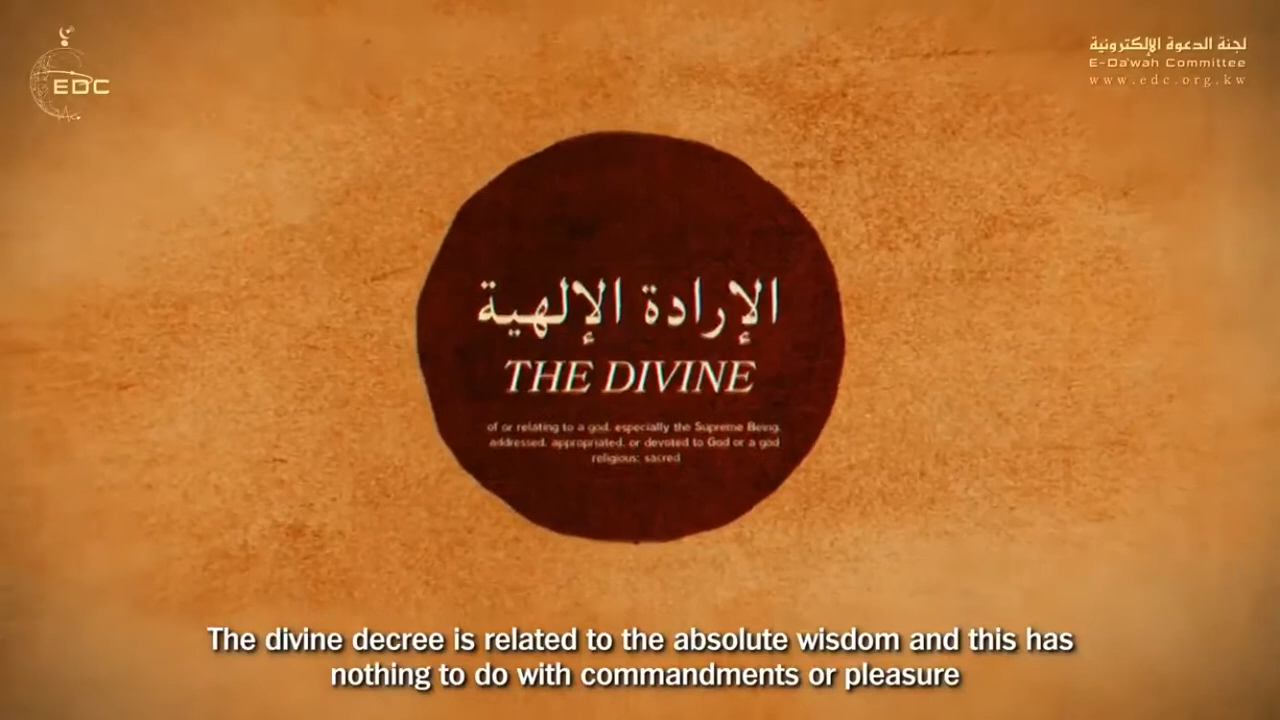 EDC
لجنة الدعوة الإلكترونية
E-Da'wah Committee
www.edc.org.kw
الإرادة الإلهية
THE DIVINE
of or relating to a god, especially the Supreme Being.
addressed, appropriated, or devoted to God or a god
religious; sacred
The divine decree is related to the absolute wisdom and this has
nothing to do with commandments or pleasure